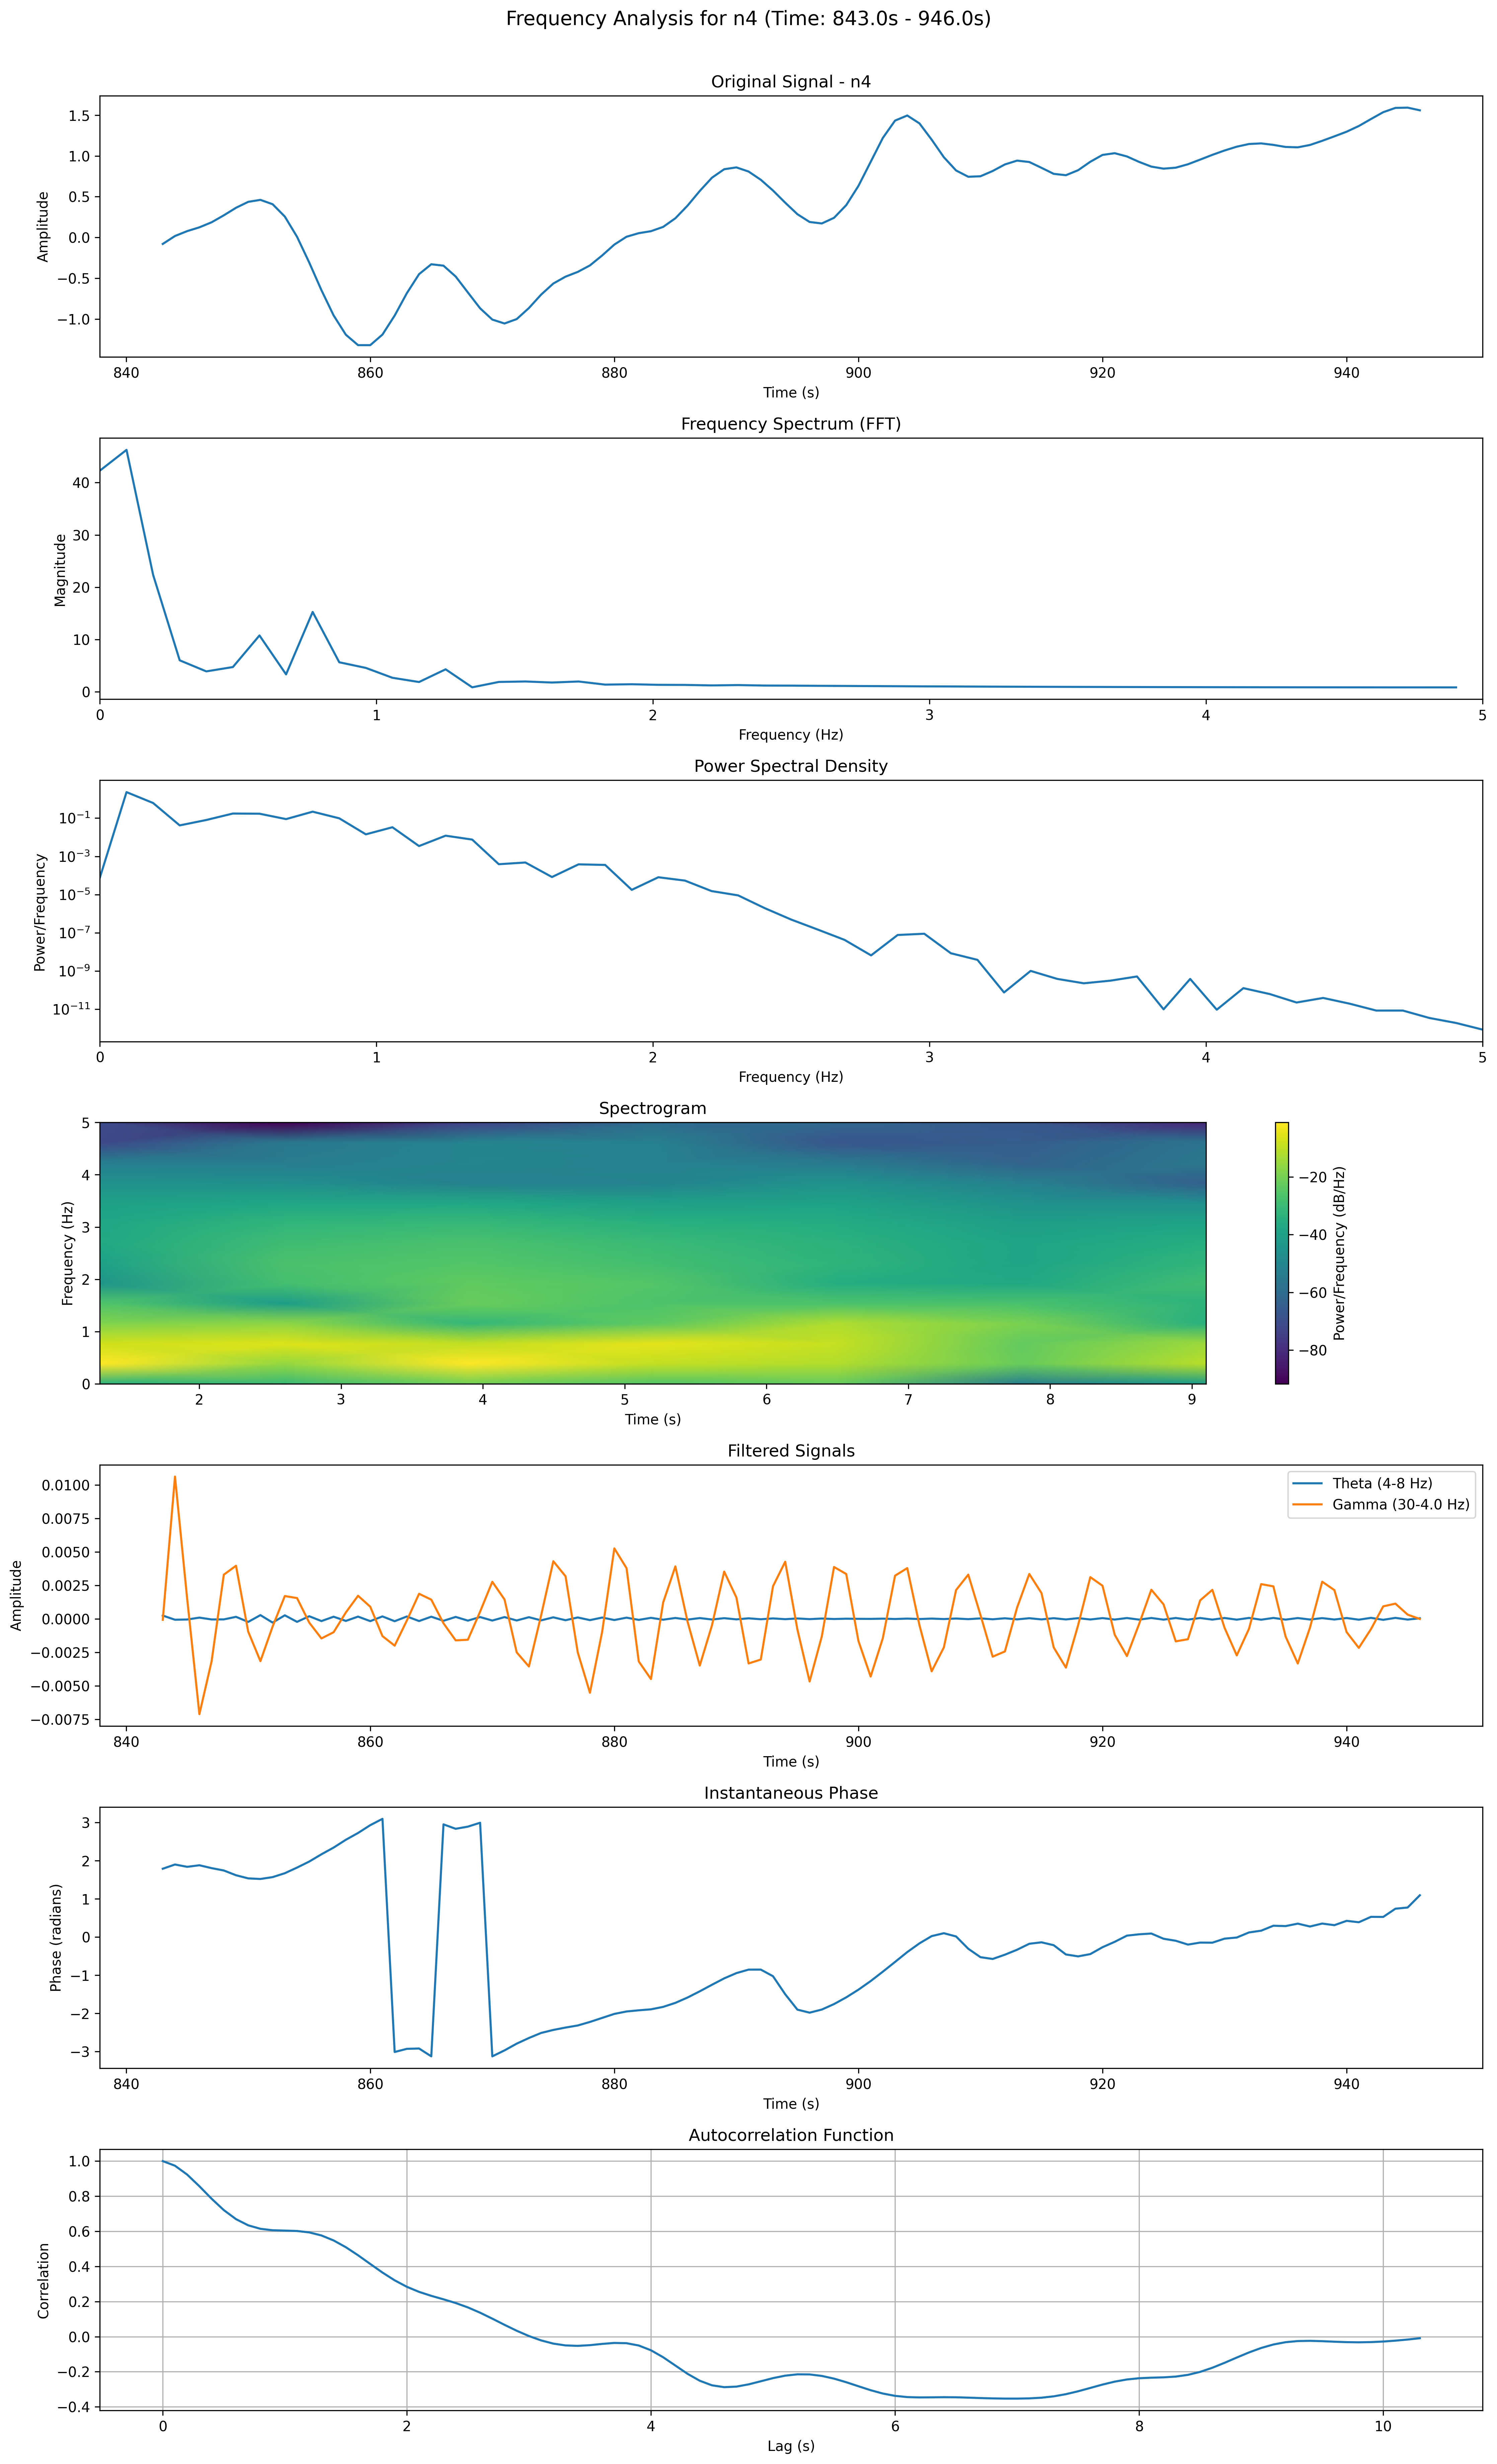 Frequency Analysis for n4 (Time: 843.0s - 946.0s)
Original Signal - n4
Amplitude
1.5
1.0
0.5
0.0
−0.5
−1.0
840 860 880 900 920 940
Time (s)
Frequency Spectrum (FFT)
Magnitude
40
30
20
10
0
0 1 2 3 4 5
Frequency (Hz)
Power Spectral Density
Power/Frequency
10⁻¹
10⁻³
10⁻⁵
10⁻⁷
10⁻⁹
10⁻¹¹
0 1 2 3 4 5
Frequency (Hz)
Spectrogram
Frequency (Hz)
5
4
3
2
1
0
2 3 4 5 6 7 8 9
Time (s)
−20
−40
−60
−80
Power/Frequency (dB/Hz)
Filtered Signals
Amplitude
0.0100
0.0075
0.0050
0.0025
0.0000
−0.0025
−0.0050
−0.0075
Theta (4-8 Hz)
Gamma (30-4.0 Hz)
840 860 880 900 920 940
Time (s)
Instantaneous Phase
Phase (radians)
3
2
1
0
−1
−2
−3
840 860 880 900 920 940
Time (s)
Autocorrelation Function
Correlation
1.0
0.8
0.6
0.4
0.2
0.0
−0.2
−0.4
0 2 4 6 8 10
Lag (s)